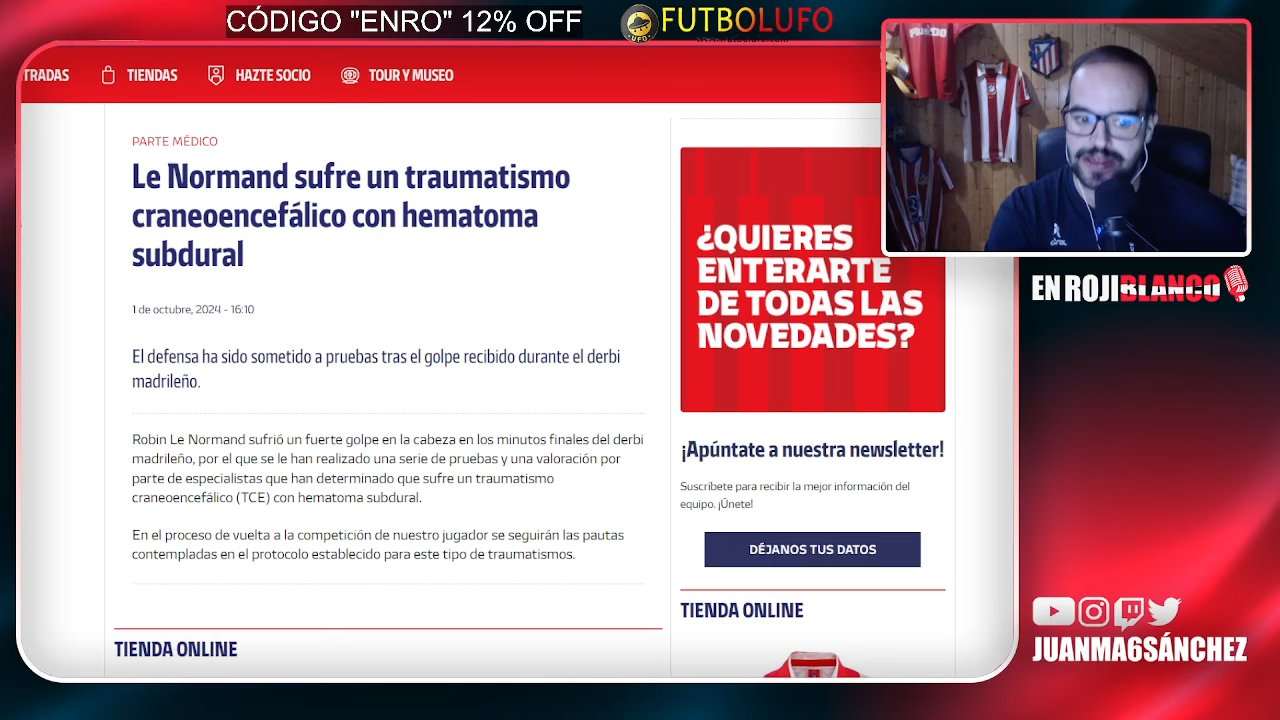 CÓDIGO "ENRO" 12% OFF
UFO
FUTBOLUFO
TRADAS
TIENDAS
HAZTE SOCIO
TOUR Y MUSEO
PARTE MÉDICO
Le Normand sufre un traumatismo
craneoencefálico con hematoma
subdural
1 de octubre, 2024 - 16:10
El defensa ha sido sometido a pruebas tras el golpe recibido durante el derbi
madrileño.
Robin Le Normand sufrió un fuerte golpe en la cabeza en los minutos finales del derbi
madrileño, por el que se le han realizado una serie de pruebas y una valoración por
parte de especialistas que han determinado que sufre un traumatismo
craneoencefálico (TCE) con hematoma subdural.
En el proceso de vuelta a la competición de nuestro jugador se seguirán las pautas
contempladas en el protocolo establecido para este tipo de traumatismos.
TIENDA ONLINE
¿QUIERES
ENTERARTE
DE TODAS LAS
NOVEDADES?
¡Apúntate a nuestra newsletter!
Suscríbete para recibir la mejor información del
equipo. ¡Únete!
DÉJANOS TUS DATOS
TIENDA ONLINE
EN ROJIBLANCO
JUANMA6SÁNCHEZ